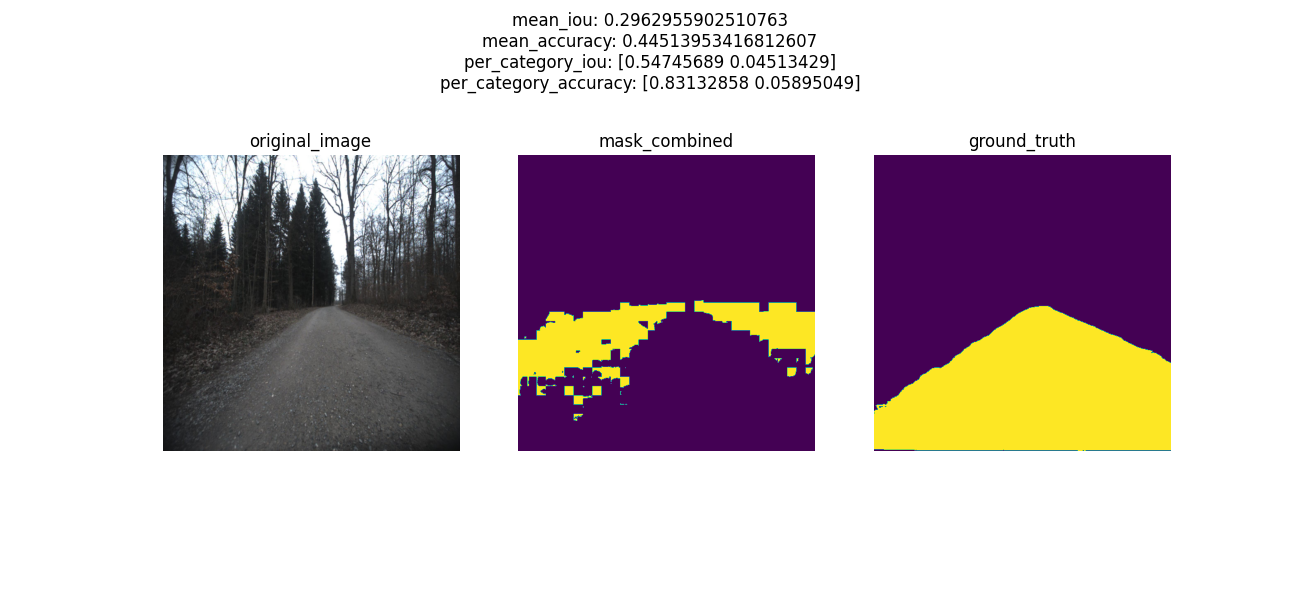 mean_iou: 0.2962955902510763
mean_accuracy: 0.44513953416812607
per_category_iou: [0.54745689 0.04513429]
per_category_accuracy: [0.83132858 0.05895049]
original_image
mask_combined
ground_truth